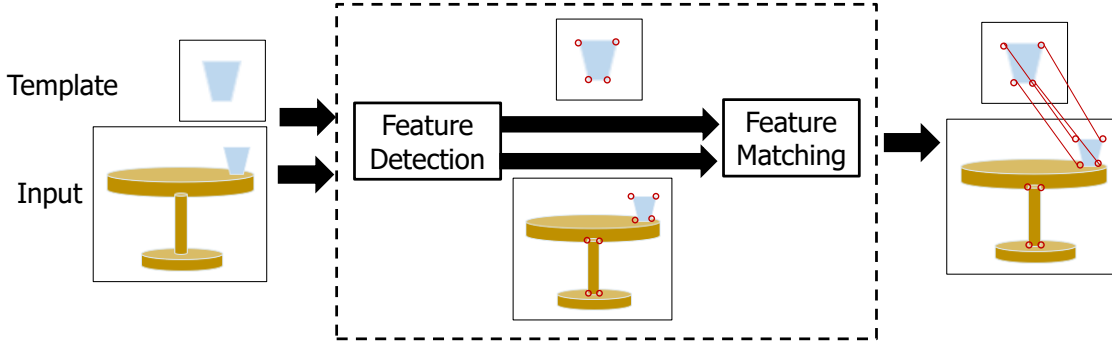 Template
Input
Feature
Detection
Feature
Matching